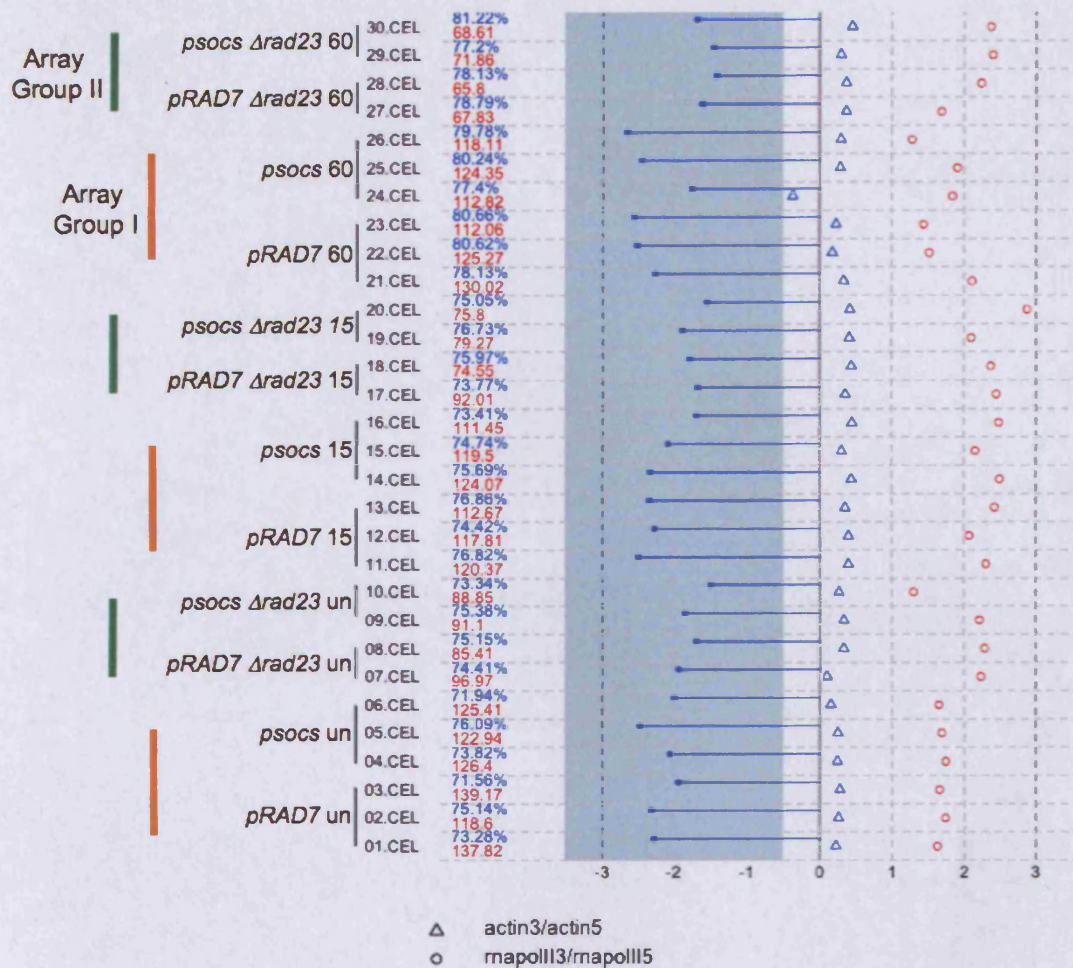 Array
Group II
Array
Group I
psocs Δrad23 60
pRAD7 Δrad23 60
psocs 60
pRAD7 60
psocs Δrad23 15
pRAD7 Δrad23 15
psocs 15
pRAD7 15
psocs Δrad23 un
pRAD7 Δrad23 un
psocs un
pRAD7 un
30.CEL 81.22% 68.61
29.CEL 77.2% 71.86
28.CEL 78.13% 65.8
27.CEL 78.79% 67.83
26.CEL 79.78% 118.11
25.CEL 80.24% 124.35
24.CEL 77.4% 112.82
23.CEL 80.66% 112.06
22.CEL 80.62% 125.27
21.CEL 78.13% 130.02
20.CEL 75.05% 75.8
19.CEL 76.73% 79.27
18.CEL 75.97% 74.55
17.CEL 73.77% 92.01
16.CEL 73.41% 111.45
15.CEL 74.74% 119.5
14.CEL 75.69% 124.07
13.CEL 76.86% 112.67
12.CEL 74.42% 117.81
11.CEL 76.82% 120.37
10.CEL 73.34% 88.85
09.CEL 75.38% 91.1
08.CEL 75.15% 85.41
07.CEL 74.41% 96.97
06.CEL 71.94% 125.41
05.CEL 76.09% 122.94
04.CEL 73.82% 126.4
03.CEL 71.56% 139.17
02.CEL 75.14% 118.6
01.CEL 73.28% 137.82
-3 -2 -1 0 1 2 3
actin3/actin5
rnapolII3/rnapolII5